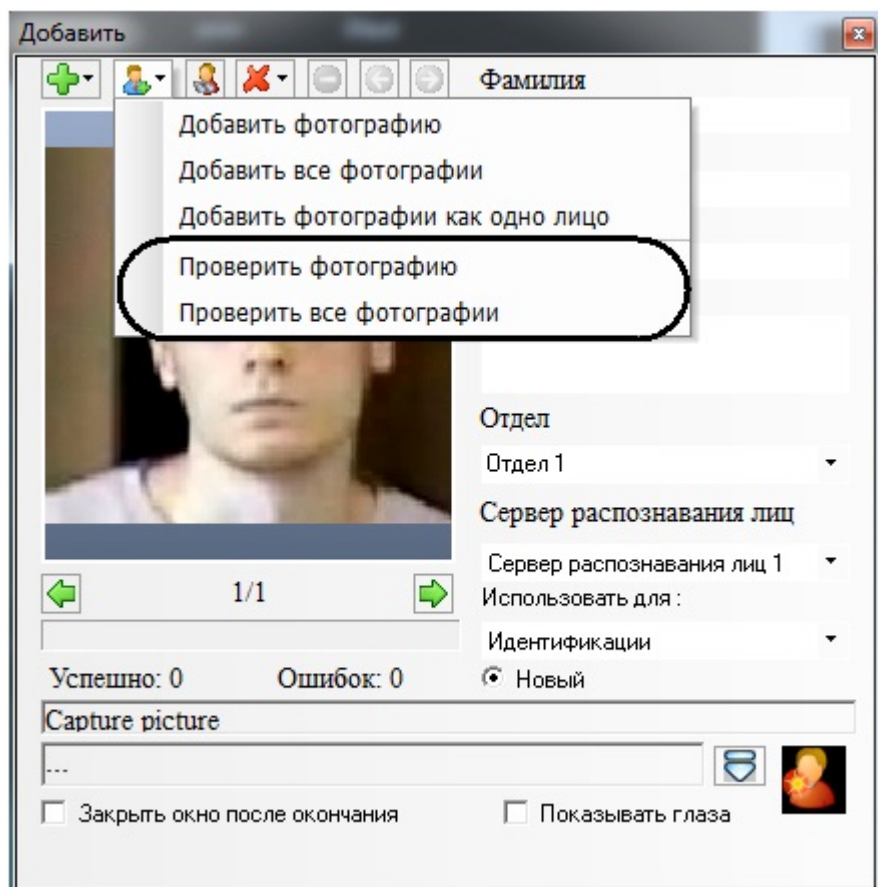 Добавить
Фамилия
Добавить фотографию
Добавить все фотографии
Добавить фотографии как одно лицо
Проверить фотографию
Проверить все фотографии
Отдел
Отдел 1
Сервер распознавания лиц
Сервер распознавания лиц 1
1/1
Использовать для :
Идентификации
Успешно: 0 Ошибок: 0
Новый
Capture picture
---
Закрыть окно после окончания
Показывать глаза